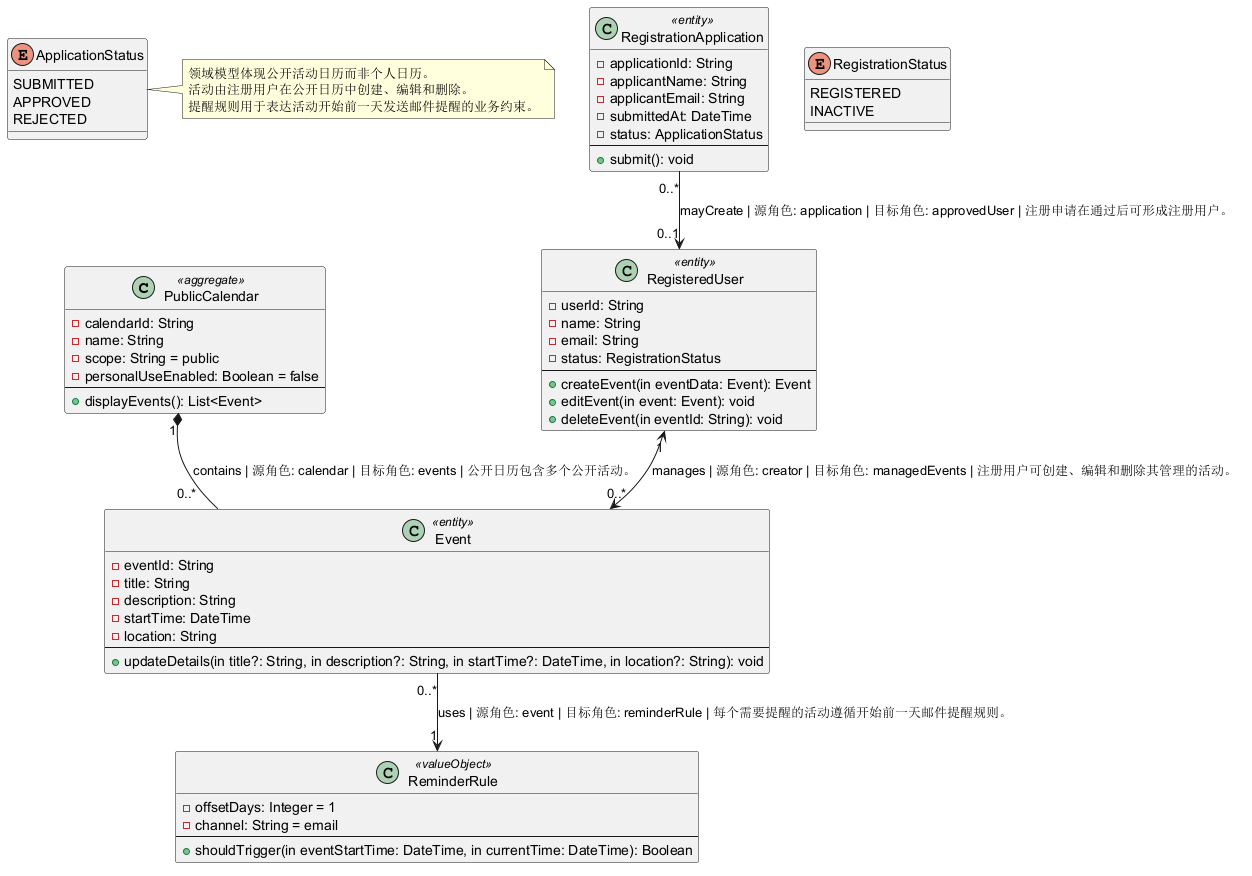 E ApplicationStatus
SUBMITTED
APPROVED
REJECTED
领域模型体现公开活动日历而非个人日历。
活动由注册用户在公开日历中创建、编辑和删除。
提醒规则用于表达活动开始前一天发送邮件提醒的业务约束。
C «entity»
RegistrationApplication
applicationId: String
applicantName: String
applicantEmail: String
submittedAt: DateTime
status: ApplicationStatus
submit(): void
E RegistrationStatus
REGISTERED
INACTIVE
0..*
mayCreate | 源角色: application | 目标角色: approvedUser | 注册申请在通过后可形成注册用户。
0..1
C «aggregate»
PublicCalendar
calendarId: String
name: String
scope: String = public
personalUseEnabled: Boolean = false
displayEvents(): List<Event>
C «entity»
RegisteredUser
userId: String
name: String
email: String
status: RegistrationStatus
createEvent(in eventData: Event): Event
editEvent(in event: Event): void
deleteEvent(in eventId: String): void
1
contains | 源角色: calendar | 目标角色: events | 公开日历包含多个公开活动。
0..*
1
manages | 源角色: creator | 目标角色: managedEvents | 注册用户可创建、编辑和删除其管理的活动。
0..*
C «entity»
Event
eventId: String
title: String
description: String
startTime: DateTime
location: String
updateDetails(in title?: String, in description?: String, in startTime?: DateTime, in location?: String): void
0..*
uses | 源角色: event | 目标角色: reminderRule | 每个需要提醒的活动遵循开始前一天邮件提醒规则。
1
C «valueObject»
ReminderRule
offsetDays: Integer = 1
channel: String = email
shouldTrigger(in eventStartTime: DateTime, in currentTime: DateTime): Boolean